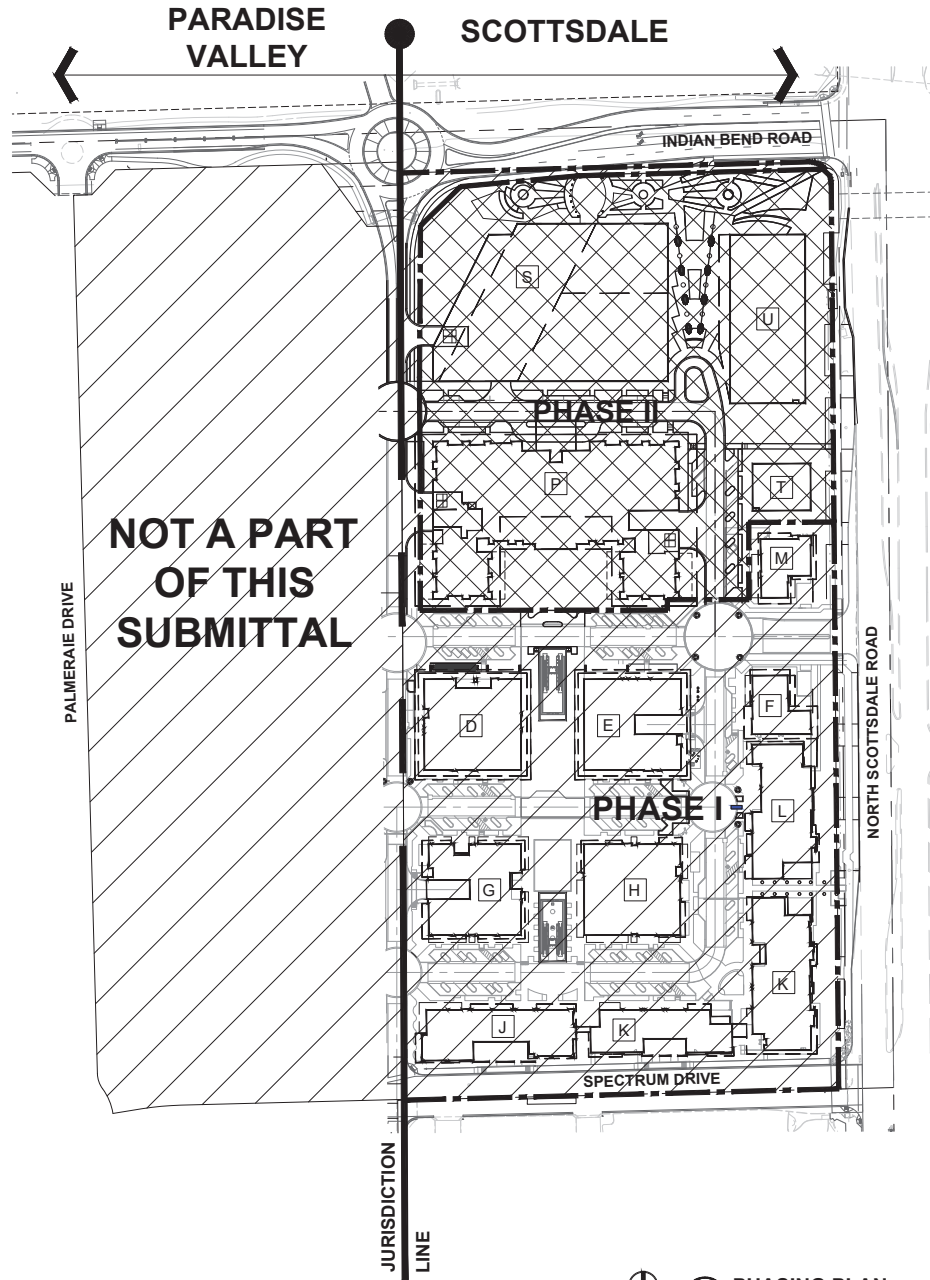 PARADISE
VALLEY
SCOTTSDALE
INDIAN BEND ROAD
S
U
PHASE II
P
T
NOT A PART
OF THIS
SUBMITTAL
M
PALMERAIE DRIVE
NORTH SCOTTSDALE ROAD
F
D
E
PHASE I
L
G
H
K
J
K
SPECTRUM DRIVE
JURISDICTION
LINE
PHASING PLAN